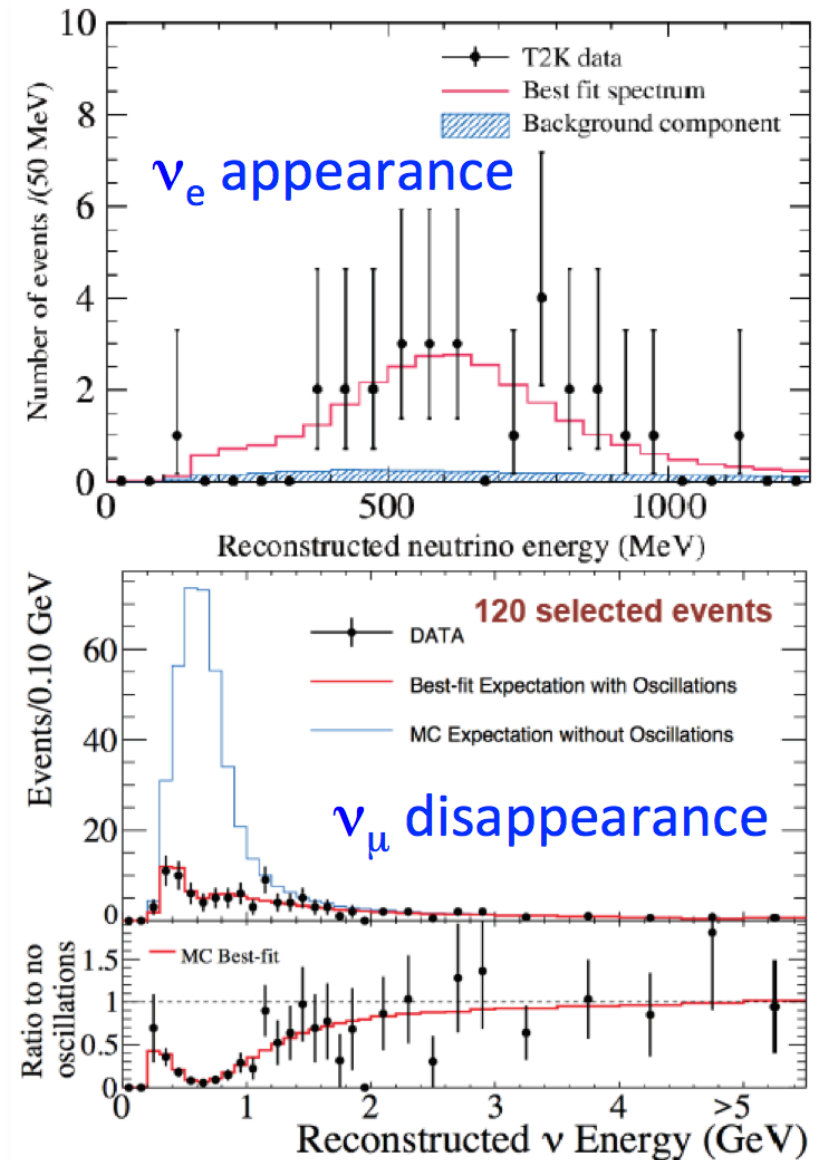 10
8
6
4
2
0
Number of events /(50 MeV)
T2K data
Best fit spectrum
Background component
νe appearance
0 500 1000
Reconstructed neutrino energy (MeV)
Events/0.10 GeV
60
40
20
0
120 selected events
DATA
Best-fit Expectation with Oscillations
MC Expectation without Oscillations
νμ disappearance
Ratio to no
oscillations
1.5
1
0.5
0
MC Best-fit
0 1 2 3 4 >5
Reconstructed ν Energy (GeV)